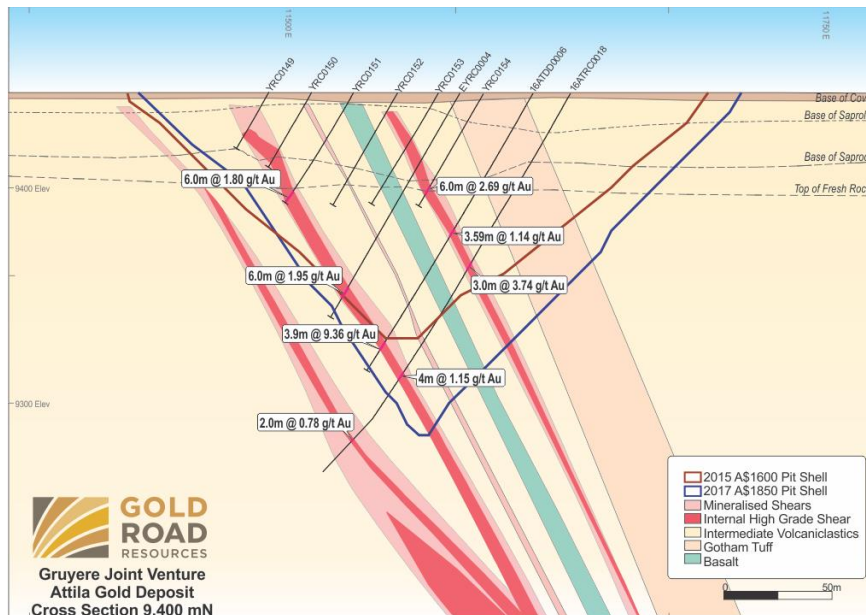 11500 E
11750 E
YRC0149
YRC0150
YRC0151
YRC0152
YRC0153
EYRC0004
YRC0154
16ATDD0006
16ATRC0018
Base of Cov
Base of Saprol
Base of Saproc
Top of Fresh Roc
9400 Elev
6.0m @ 1.80 g/t Au
6.0m @ 2.69 g/t Au
3.59m @ 1.14 g/t Au
6.0m @ 1.95 g/t Au
3.0m @ 3.74 g/t Au
3.9m @ 9.36 g/t Au
4m @ 1.15 g/t Au
9300 Elev
2.0m @ 0.78 g/t Au
GOLD
ROAD
RESOURCES
Gruyere Joint Venture
Attila Gold Deposit
Cross Section 9,400 mN
2015 A$1600 Pit Shell
2017 A$1850 Pit Shell
Mineralised Shears
Internal High Grade Shear
Intermediate Volcaniclastics
Gotham Tuff
Basalt
0
50m